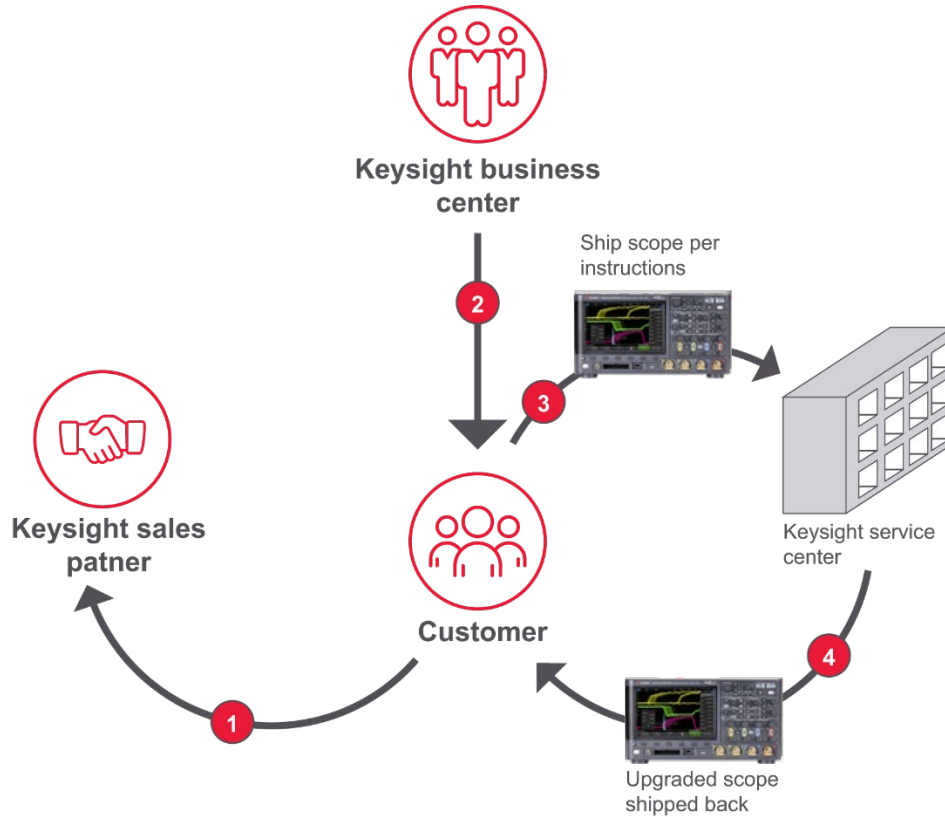 Keysight business
center
Ship scope per
instructions
2
3
Keysight sales
patner
Keysight service
center
Customer
4
1
Upgraded scope
shipped back